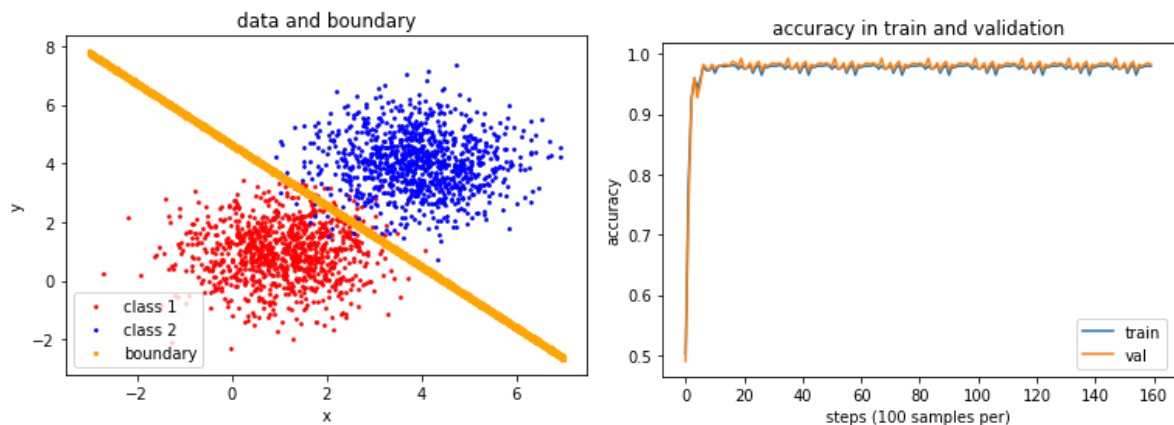 data and boundary
8
6
4
2
0
−2
y
−2
0
2
4
6
x
class 1
class 2
boundary
accuracy in train and validation
1.0
0.9
0.8
0.7
0.6
0.5
accuracy
0
20
40
60
80
100
120
140
160
steps (100 samples per)
train
val